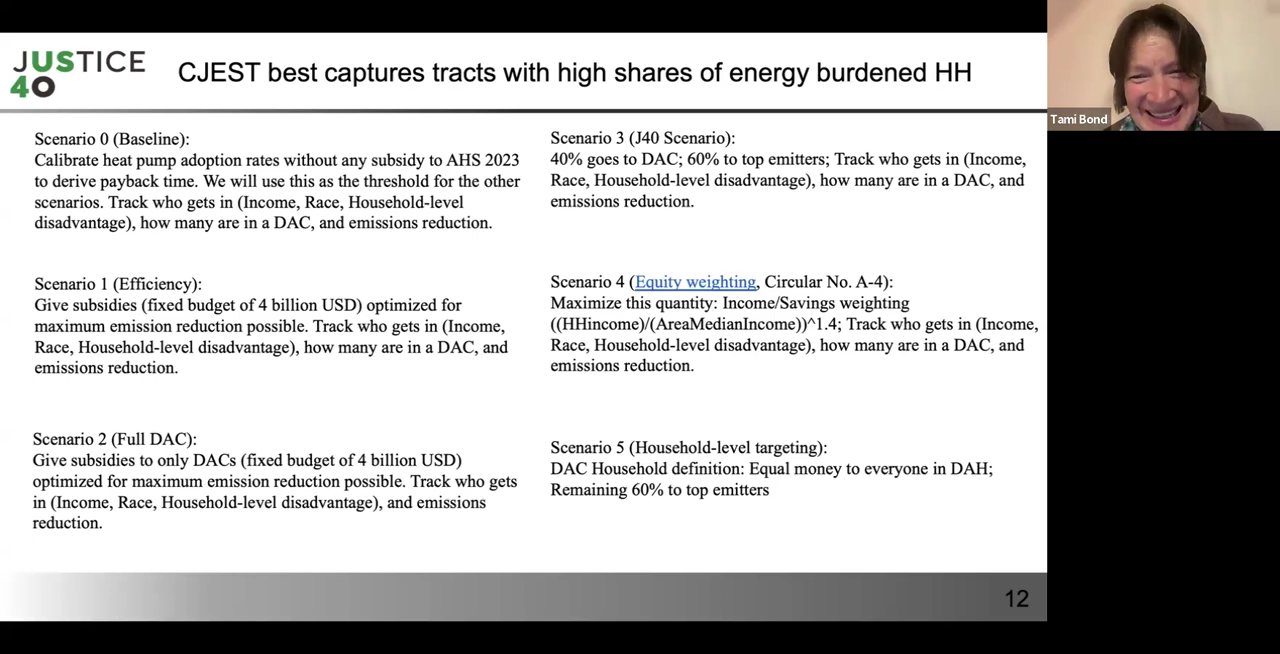 JUSTICE
40
CJEST best captures tracts with high shares of energy burdened HH
Tami Bond
Scenario 0 (Baseline):
Calibrate heat pump adoption rates without any subsidy to AHS 2023
to derive payback time. We will use this as the threshold for the other
scenarios. Track who gets in (Income, Race, Household-level
disadvantage), how many are in a DAC, and emissions reduction.
Scenario 1 (Efficiency):
Give subsidies (fixed budget of 4 billion USD) optimized for
maximum emission reduction possible. Track who gets in (Income,
Race, Household-level disadvantage), how many are in a DAC, and
emissions reduction.
Scenario 2 (Full DAC):
Give subsidies to only DACs (fixed budget of 4 billion USD)
optimized for maximum emission reduction possible. Track who gets
in (Income, Race, Household-level disadvantage), and emissions
reduction.
Scenario 3 (J40 Scenario):
40% goes to DAC; 60% to top emitters; Track who gets in (Income,
Race, Household-level disadvantage), how many are in a DAC, and
emissions reduction.
Scenario 4 (Equity weighting, Circular No. A-4):
Maximize this quantity: Income/Savings weighting
((HHincome)/(AreaMedianIncome))^1.4; Track who gets in (Income,
Race, Household-level disadvantage), how many are in a DAC, and
emissions reduction.
Scenario 5 (Household-level targeting):
DAC Household definition: Equal money to everyone in DAH;
Remaining 60% to top emitters
12